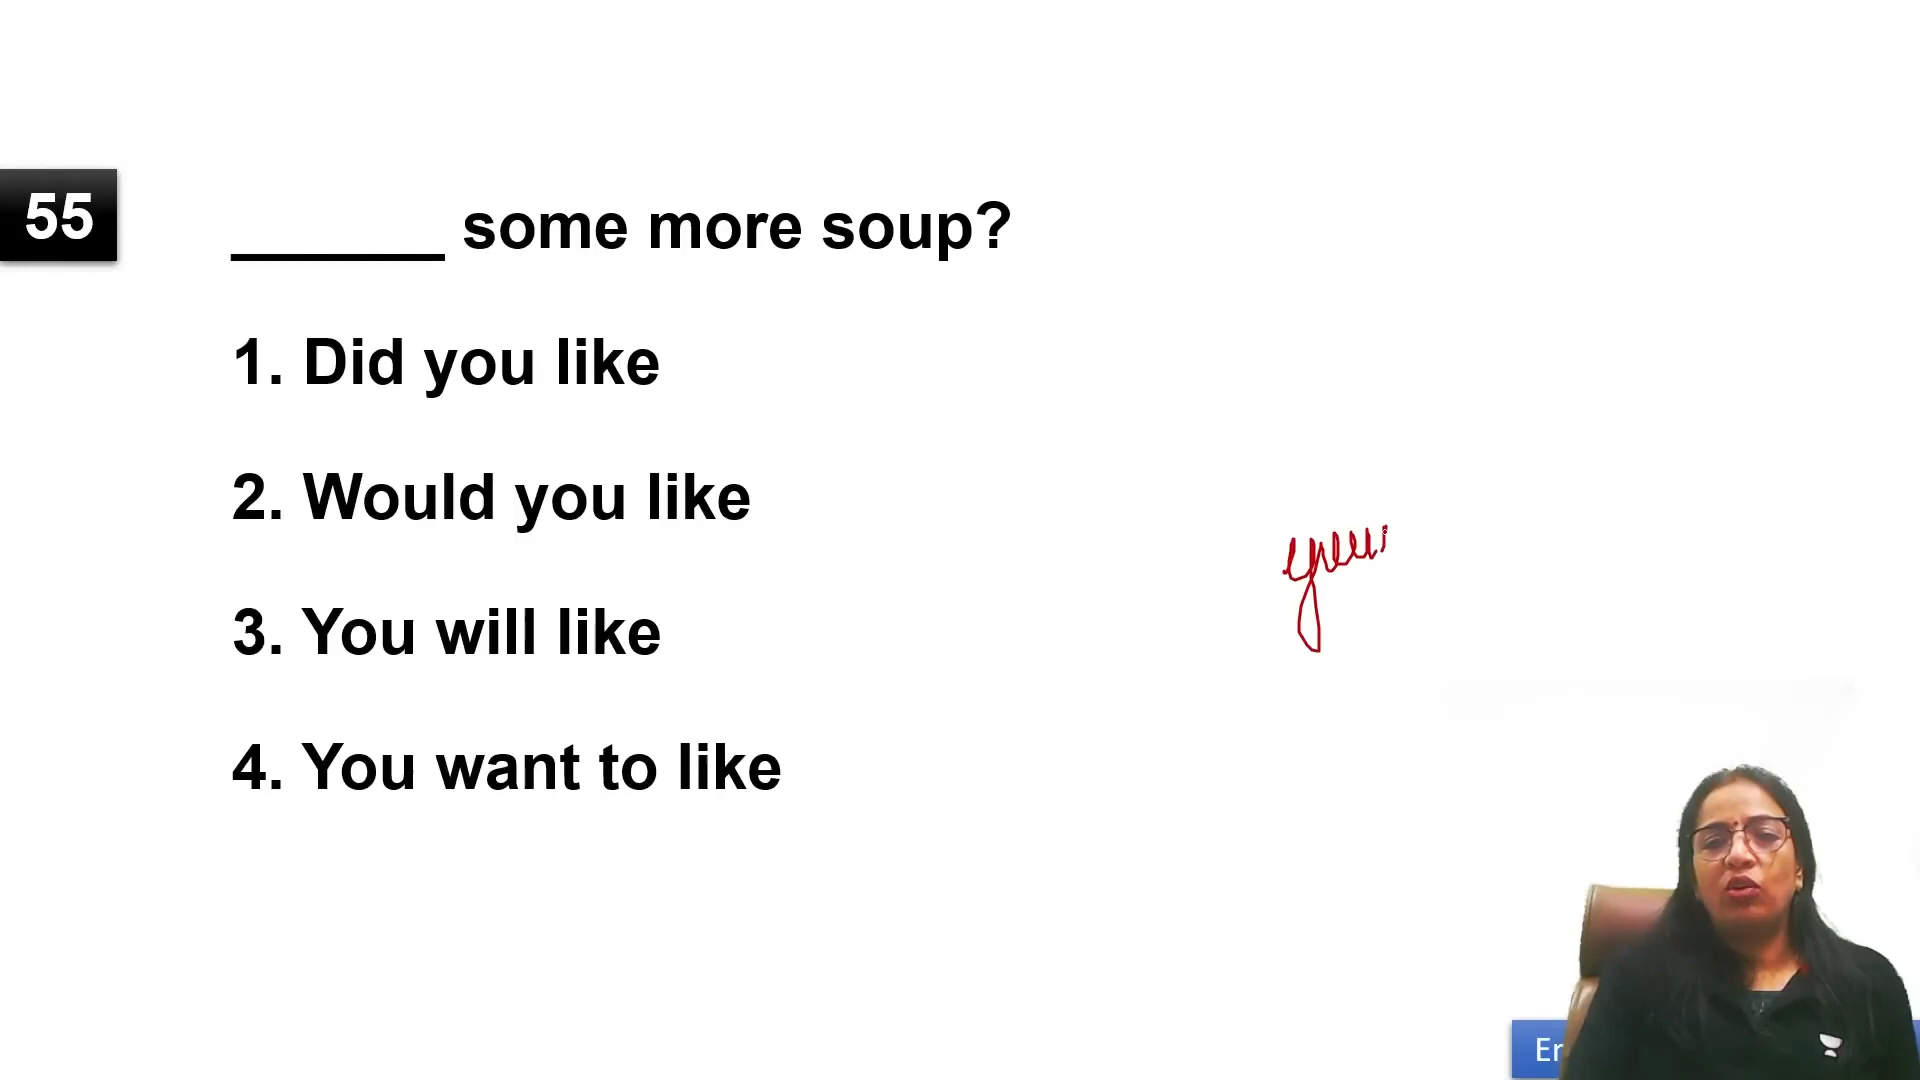 55
______ some more soup?
1. Did you like
2. Would you like
3. You will like
4. You want to like
Er